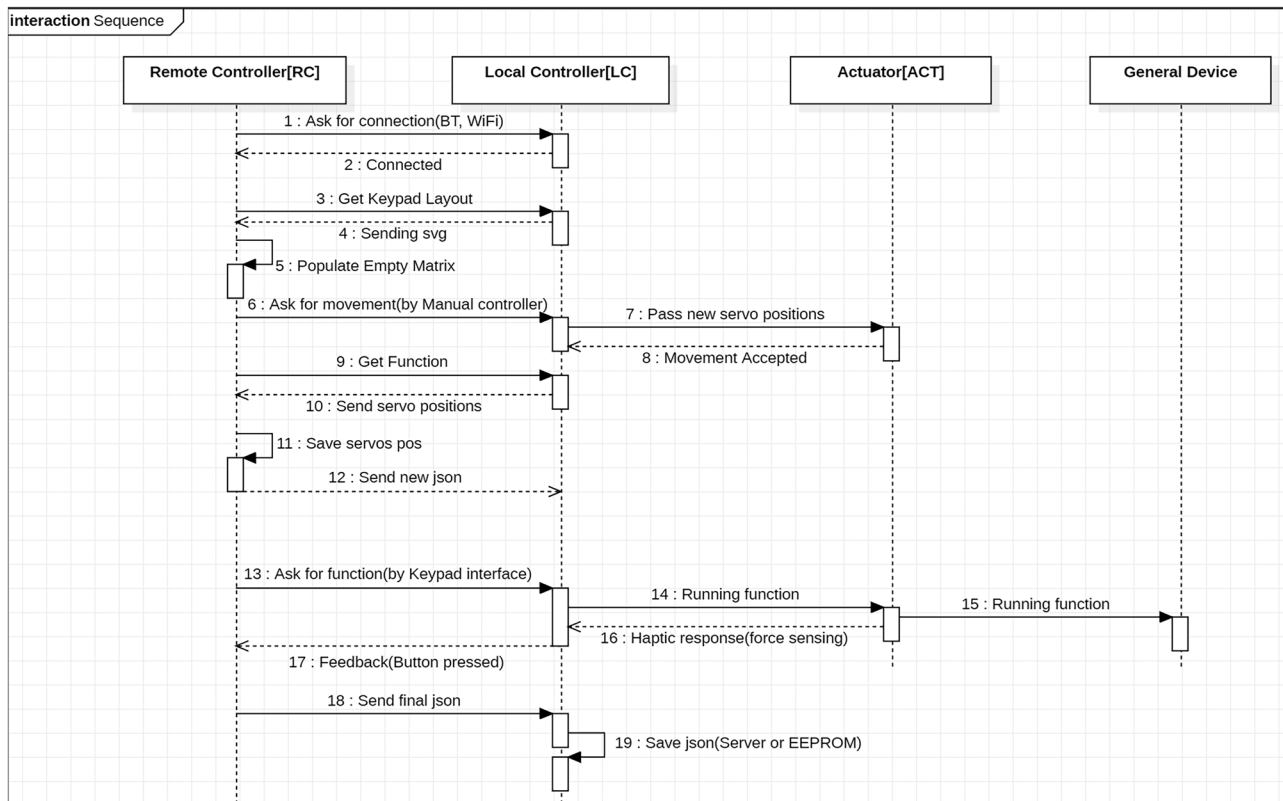 interaction Sequence
Remote Controller[RC]
Local Controller[LC]
Actuator[ACT]
General Device
1 : Ask for connection(BT, WiFi)
2 : Connected
3 : Get Keypad Layout
4 : Sending svg
5 : Populate Empty Matrix
6 : Ask for movement(by Manual controller)
7 : Pass new servo positions
8 : Movement Accepted
9 : Get Function
10 : Send servo positions
11 : Save servos pos
12 : Send new json
13 : Ask for function(by Keypad interface)
14 : Running function
15 : Running function
16 : Haptic response(force sensing)
17 : Feedback(Button pressed)
18 : Send final json
19 : Save json(Server or EEPROM)